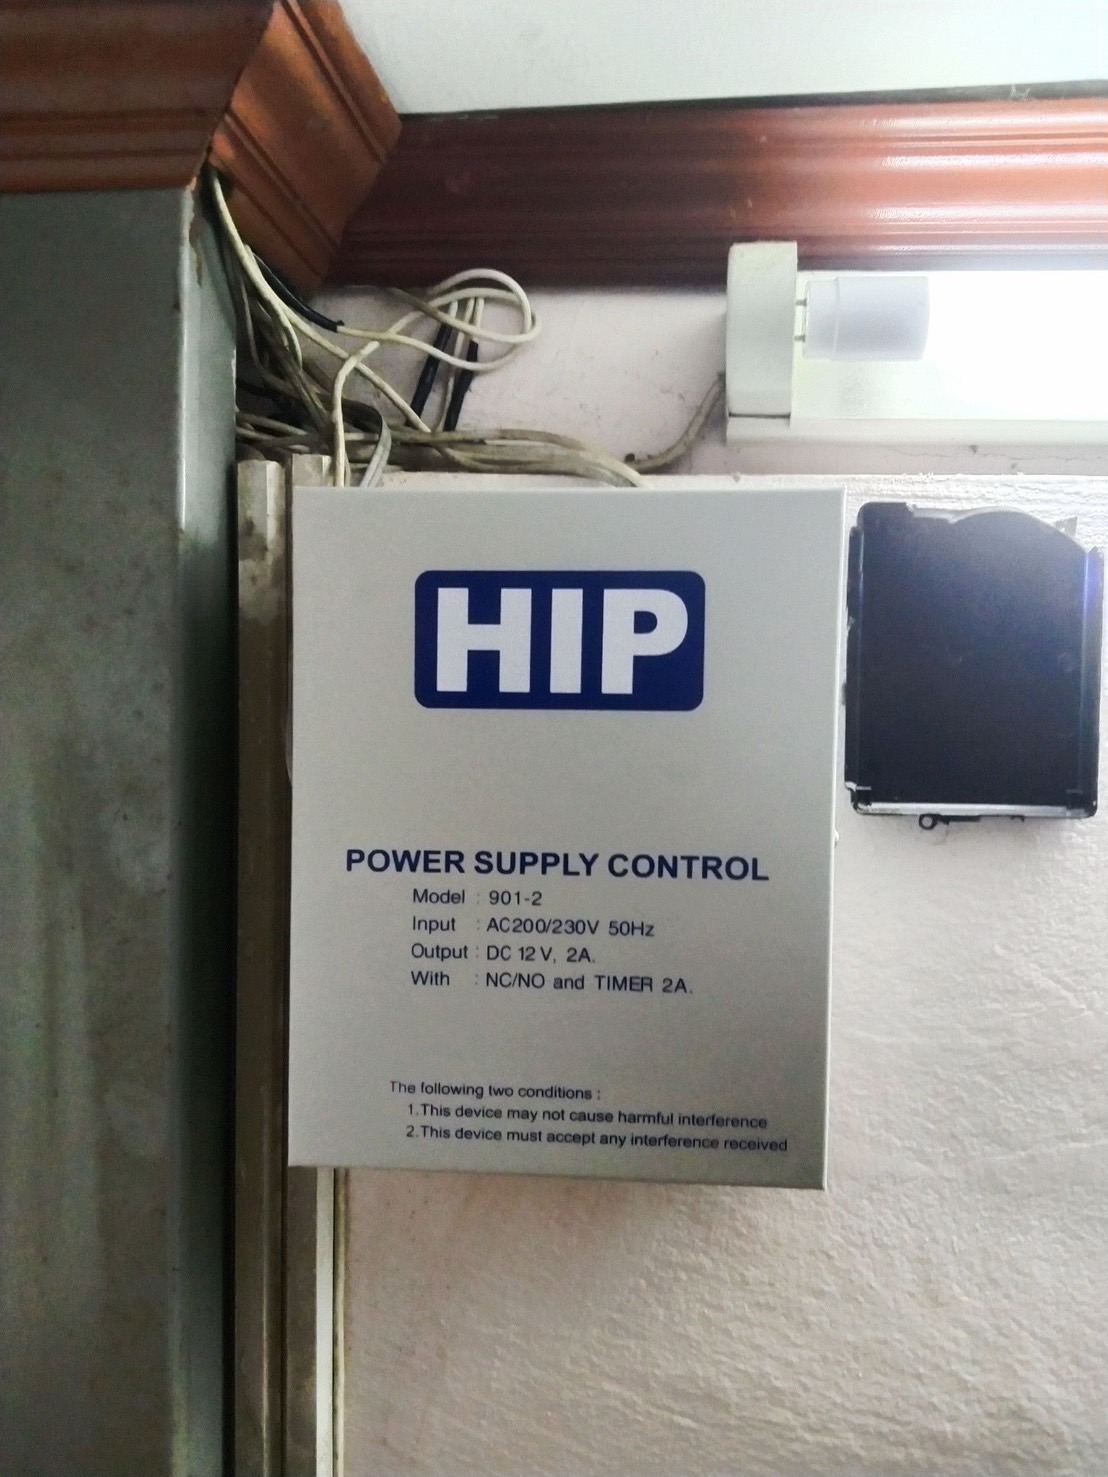 HIP
POWER SUPPLY CONTROL
Model : 901-2
Input : AC200/230V 50Hz
Output : DC 12V, 2A.
With : NC/NO and TIMER 2A.
The following two conditions :
1.This device may not cause harmful interference
2.This device must accept any interference received